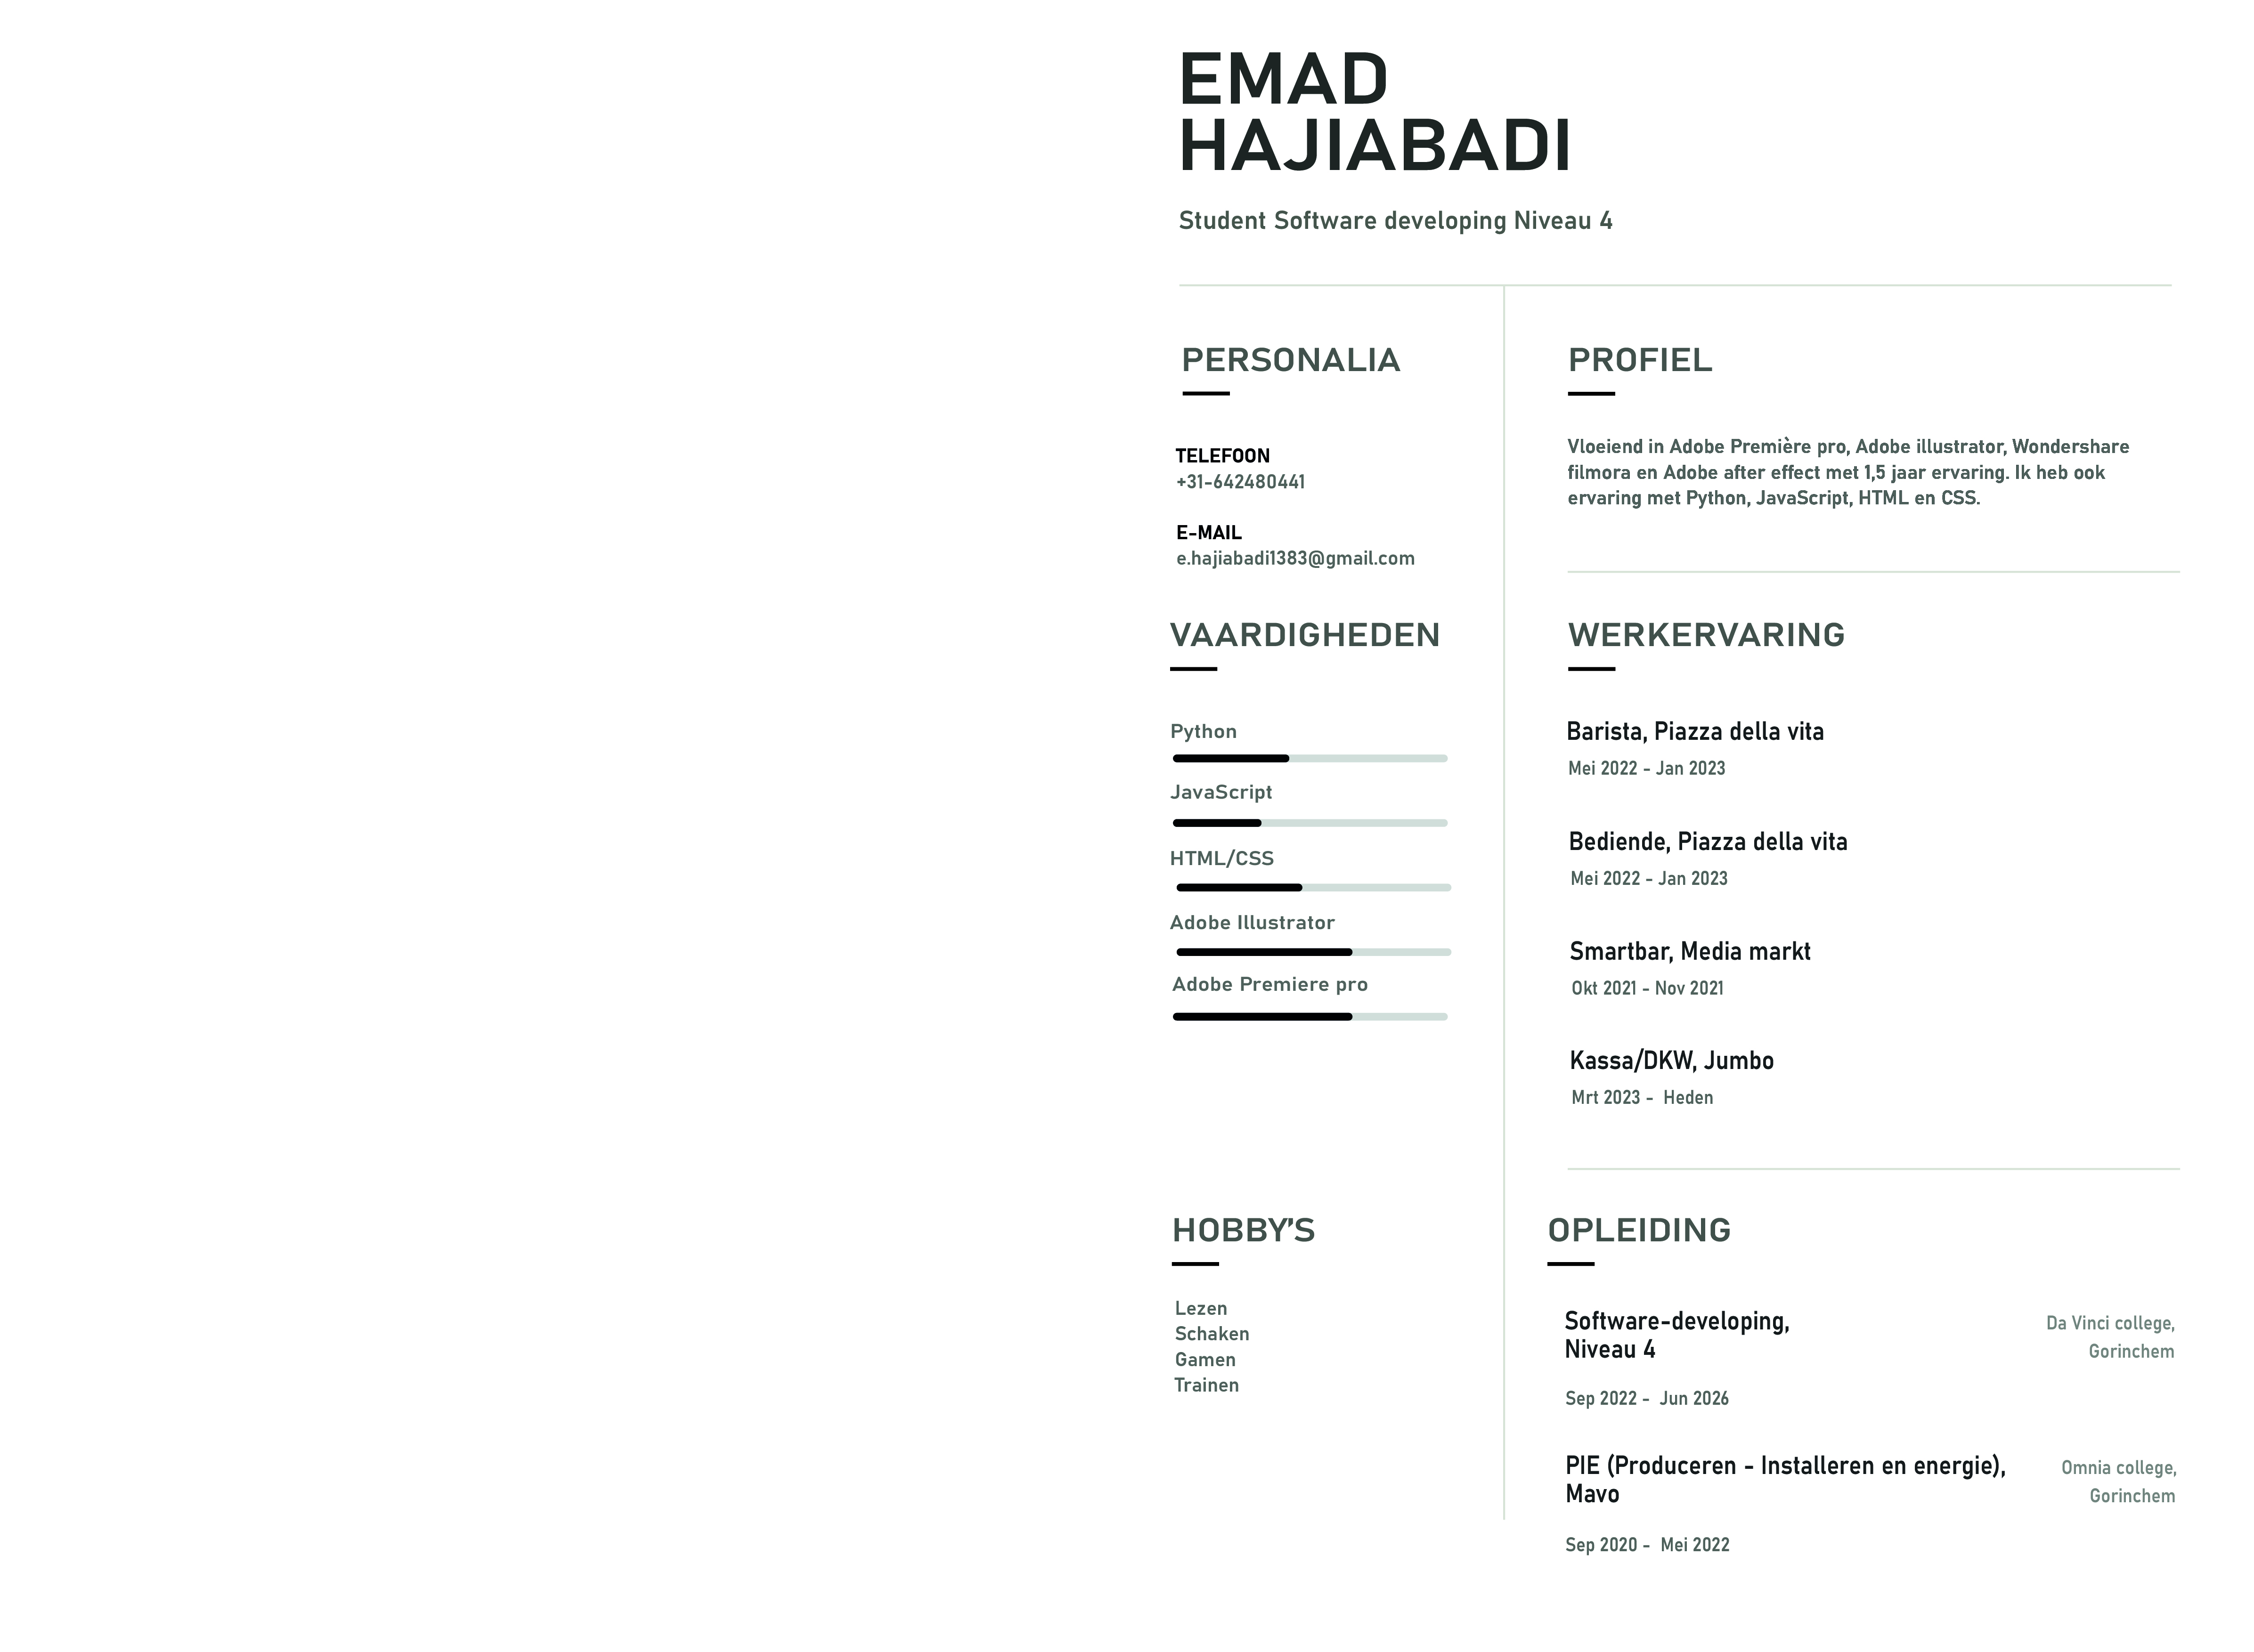 EMAD
HAJIABADI
Student Software developing Niveau 4
PERSONALIA
TELEFOON
+31-642480441
E-MAIL
e.hajiabadi1383@gmail.com
VAARDIGHEDEN
Python
JavaScript
HTML/CSS
Adobe Illustrator
Adobe Premiere pro
HOBBY'S
Lezen
Schaken
Gamen
Trainen
PROFIEL
Vloeiend in Adobe Première pro, Adobe illustrator, Wondershare
filmora en Adobe after effect met 1,5 jaar ervaring. Ik heb ook
ervaring met Python, JavaScript, HTML en CSS.
WERKERVARING
Barista, Piazza della vita
Mei 2022 - Jan 2023
Bediende, Piazza della vita
Mei 2022 - Jan 2023
Smartbar, Media markt
Okt 2021 - Nov 2021
Kassa/DKW, Jumbo
Mrt 2023 - Heden
OPLEIDING
Software-developing,
Niveau 4
Da Vinci college,
Gorinchem
Sep 2022 - Jun 2026
PIE (Produceren - Installeren en energie),
Mavo
Omnia college,
Gorinchem
Sep 2020 - Mei 2022